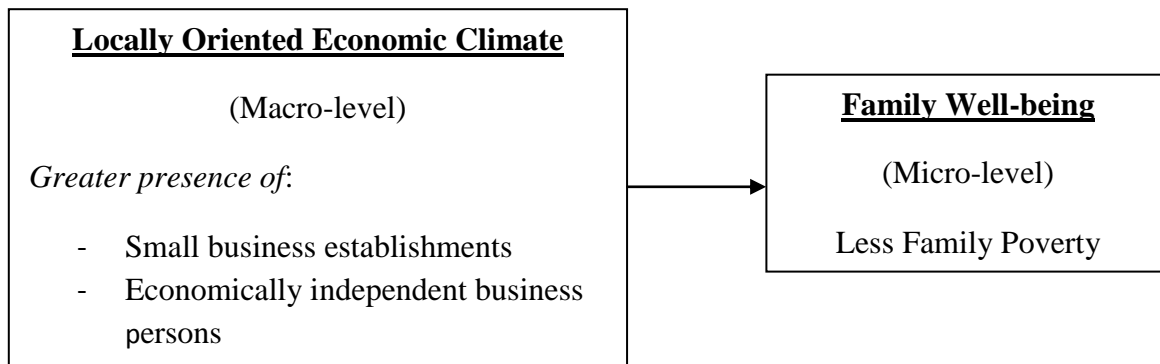 Locally Oriented Economic Climate
(Macro-level)
Greater presence of:
- Small business establishments
- Economically independent business
persons
Family Well-being
(Micro-level)
Less Family Poverty